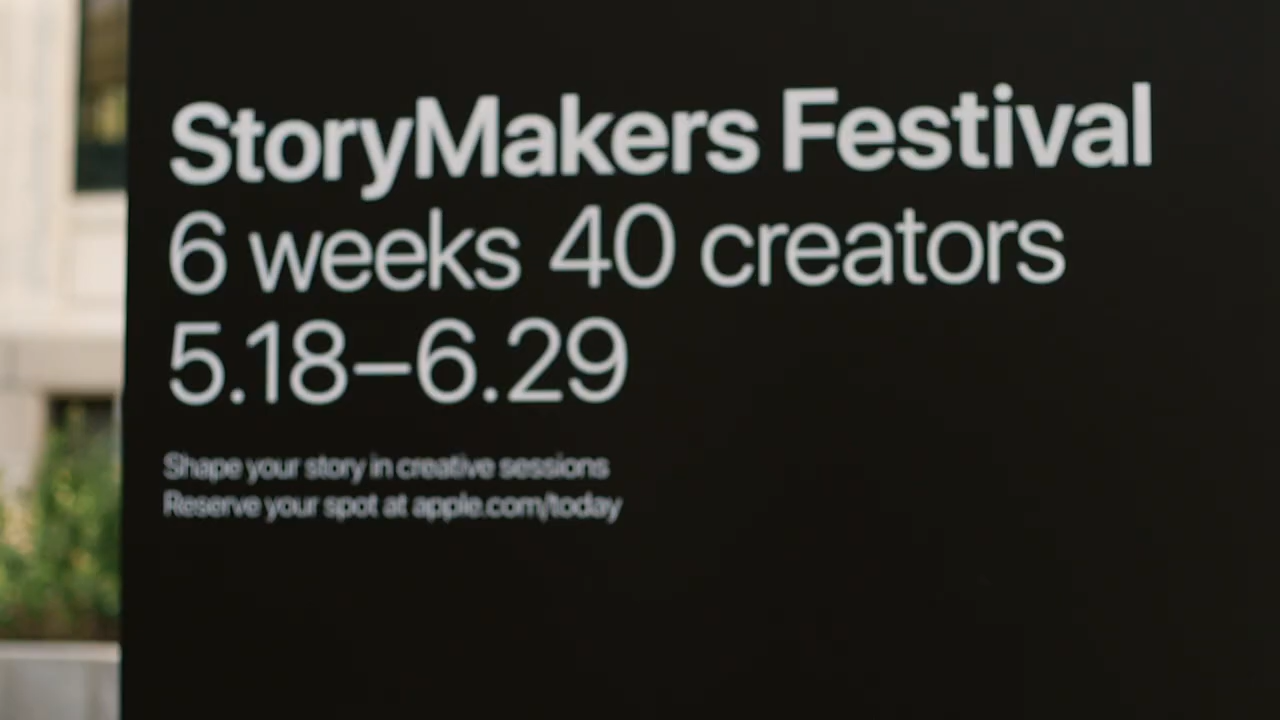 StoryMakers Festival
6 weeks 40 creators
5.18–6.29
Shape your story in creative sessions
Reserve your spot at apple.com/today